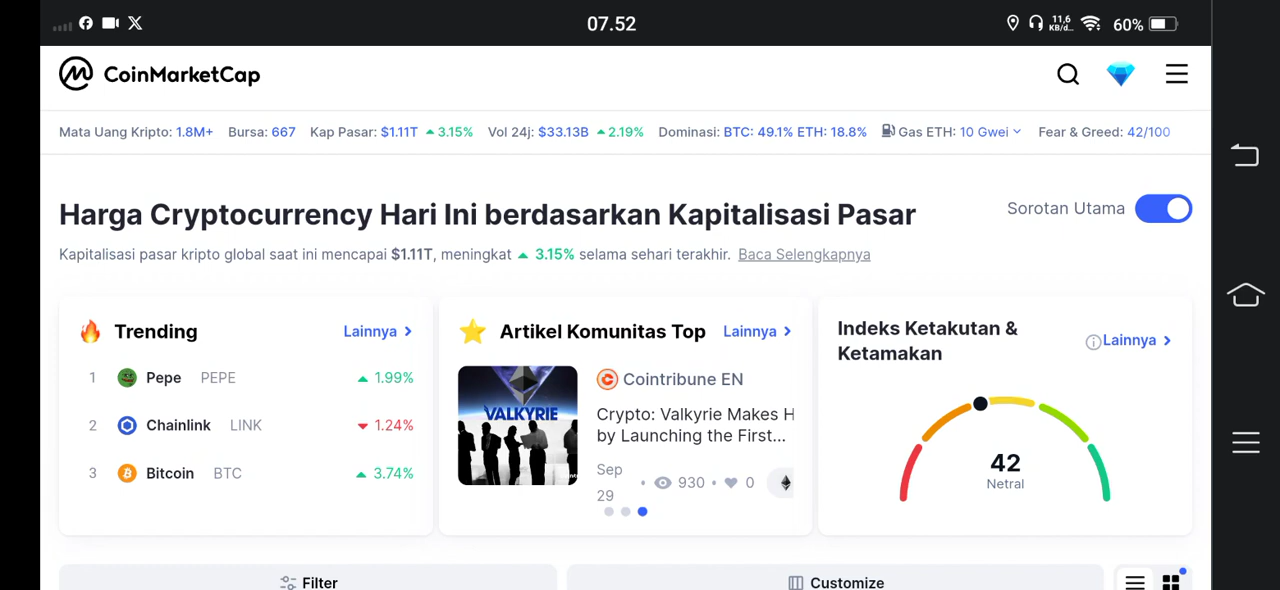 07.52
11,6
KB/d...
60%
CoinMarketCap
Mata Uang Kripto: 1.8M+ Bursa: 667 Kap Pasar: $1.11T 3.15% Vol 24j: $33.13B 2.19% Dominasi: BTC: 49.1% ETH: 18.8% Gas ETH: 10 Gwei Fear & Greed: 42/100
Harga Cryptocurrency Hari Ini berdasarkan Kapitalisasi Pasar
Sorotan Utama
Kapitalisasi pasar kripto global saat ini mencapai $1.11T, meningkat 3.15% selama sehari terakhir. Baca Selengkapnya
Trending Lainnya
1 Pepe PEPE 1.99%
2 Chainlink LINK 1.24%
3 Bitcoin BTC 3.74%
Artikel Komunitas Top Lainnya
VALKYRIE
Cointribune EN
Crypto: Valkyrie Makes H
by Launching the First...
Sep
29 • 930 • 0
Indeks Ketakutan &
Ketamakan
Lainnya
42
Netral
Filter
Customize